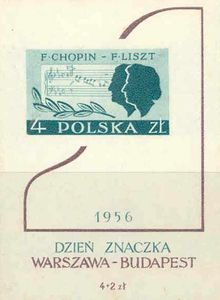 F·CHOPIN – F·LISZT
4 POLSKA ZŁ
1956
DZIEŃ ZNACZKA
WARSZAWA–BUDAPEST
4+2 zł